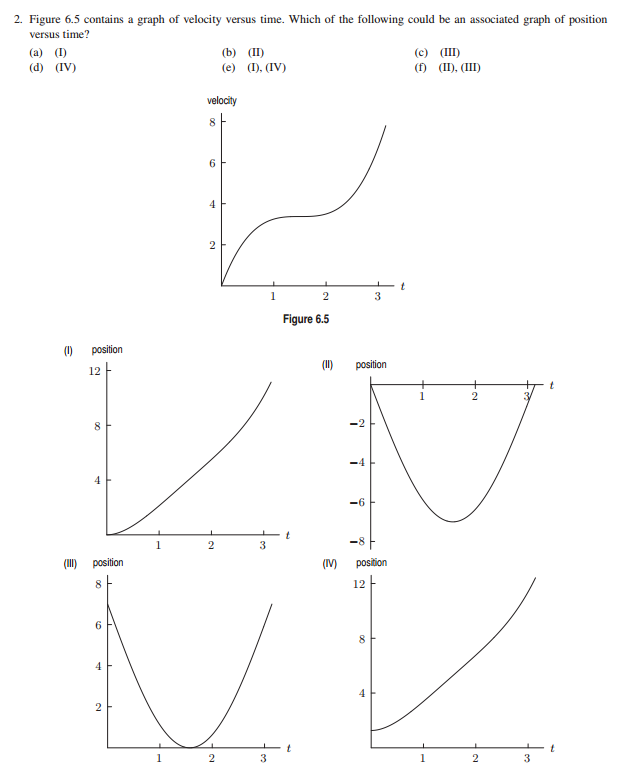 2. Figure 6.5 contains a graph of velocity versus time. Which of the following could be an associated graph of position
versus time?
(a) (I) (b) (II) (c) (III)
(d) (IV) (e) (I), (IV) (f) (II), (III)
velocity
8
6
4
2
1 2 3 t
Figure 6.5
(I) position
12
8
4
1 2 3 t
(II) position
1 2 3 t
−2
−4
−6
−8
(III) position
8
6
4
2
1 2 3 t
(IV) position
12
8
4
1 2 3 t